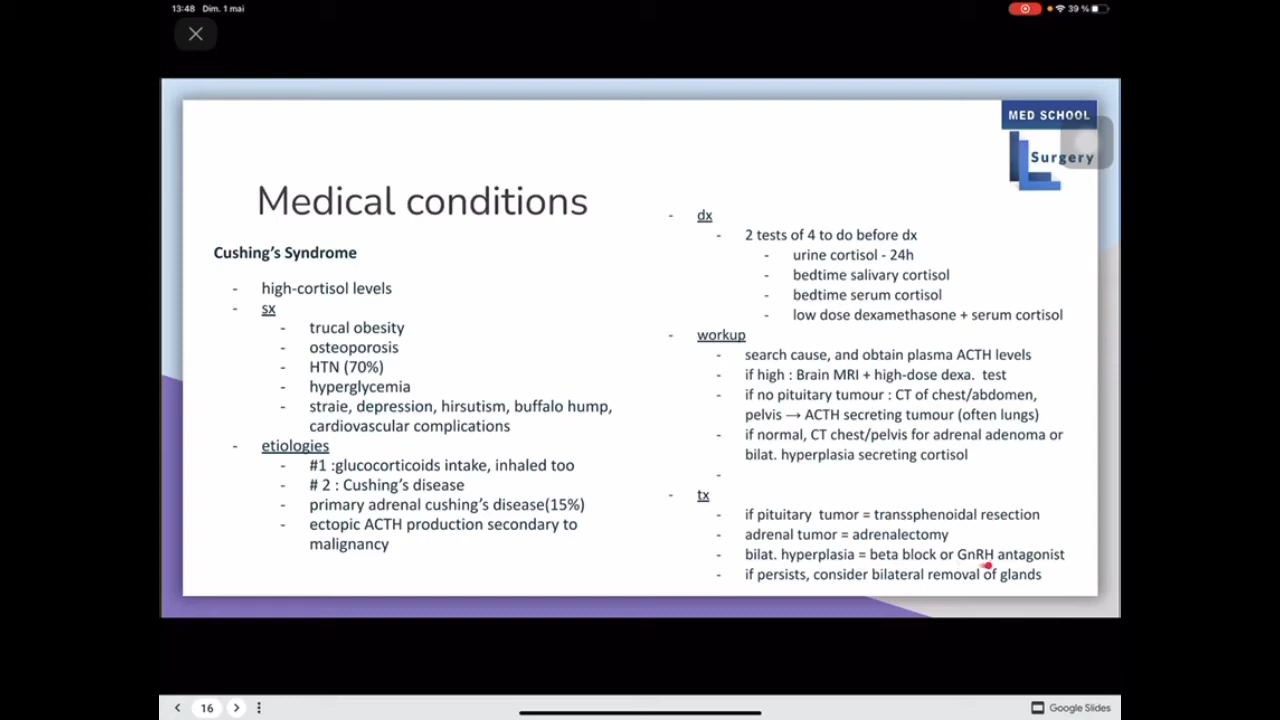 13:48 Dim. 1 mai
39 %
MED SCHOOL
Surgery
Medical conditions
Cushing's Syndrome
- high-cortisol levels
- sx
- trucal obesity
- osteoporosis
- HTN (70%)
- hyperglycemia
- straie, depression, hirsutism, buffalo hump,
cardiovascular complications
- etiologies
- #1 :glucocorticoids intake, inhaled too
- # 2 : Cushing's disease
- primary adrenal cushing's disease(15%)
- ectopic ACTH production secondary to
malignancy
- dx
- 2 tests of 4 to do before dx
- urine cortisol - 24h
- bedtime salivary cortisol
- bedtime serum cortisol
- low dose dexamethasone + serum cortisol
- workup
- search cause, and obtain plasma ACTH levels
- if high : Brain MRI + high-dose dexa. test
- if no pituitary tumour : CT of chest/abdomen,
pelvis → ACTH secreting tumour (often lungs)
- if normal, CT chest/pelvis for adrenal adenoma or
bilat. hyperplasia secreting cortisol
-
- tx
- if pituitary tumor = transsphenoidal resection
- adrenal tumor = adrenalectomy
- bilat. hyperplasia = beta block or GnRH antagonist
- if persists, consider bilateral removal of glands
16
Google Slides